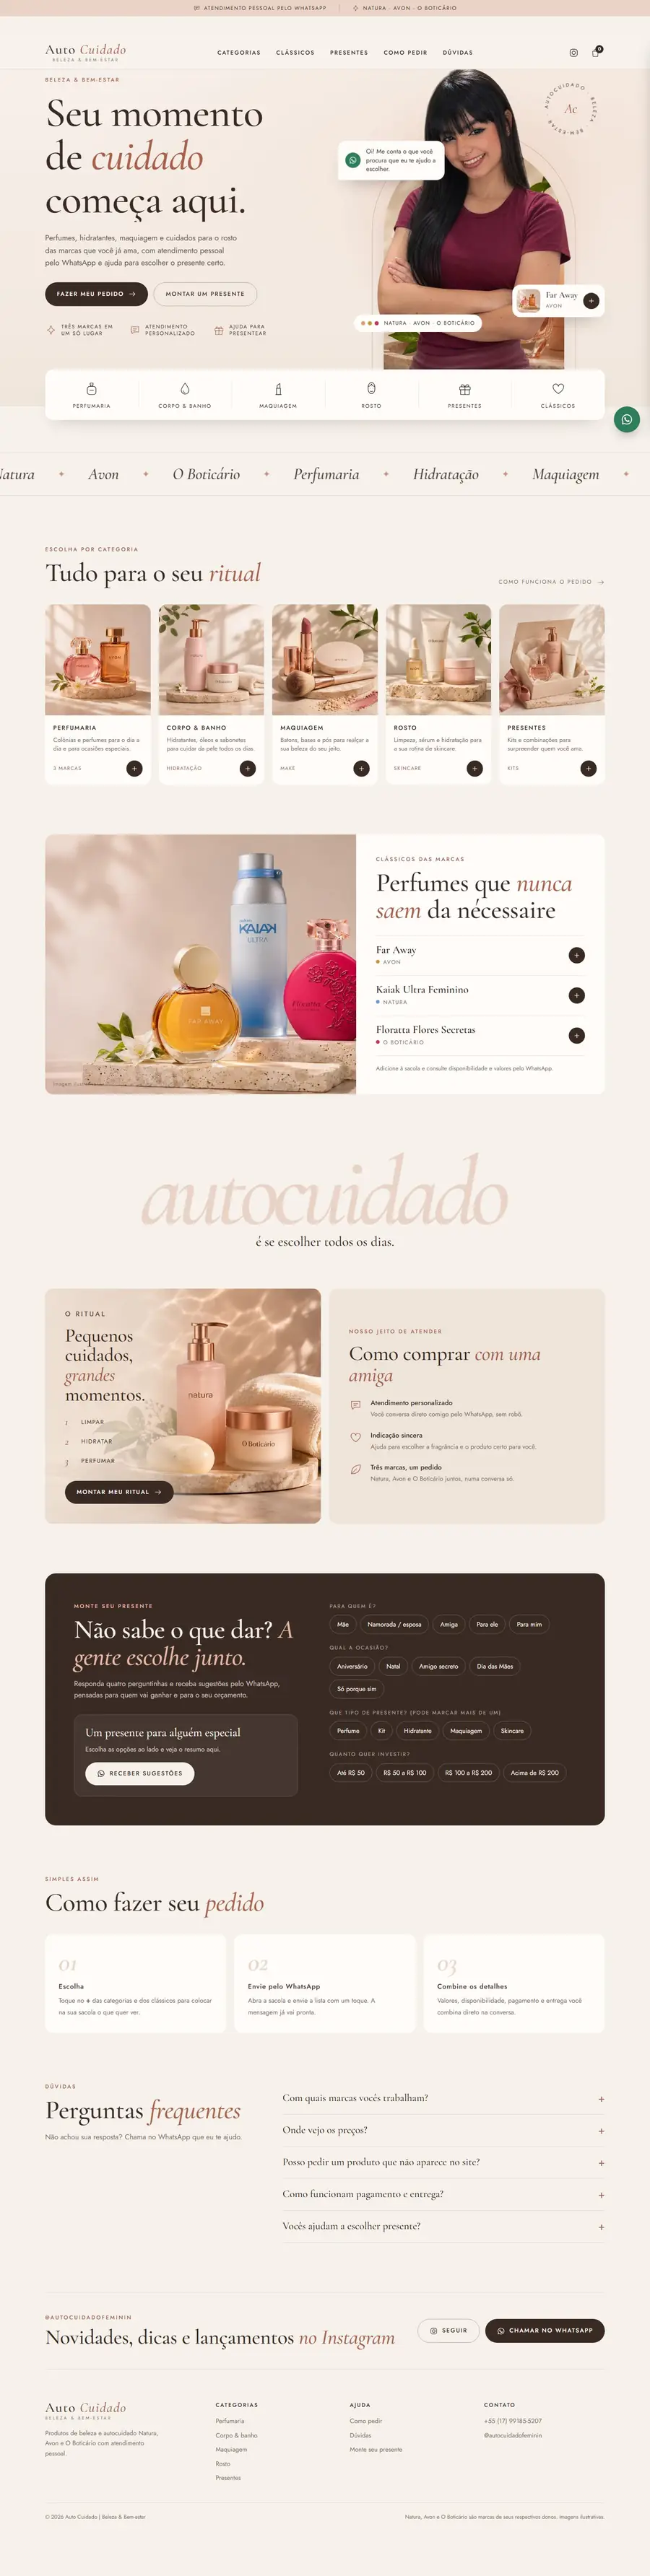 ATENDIMENTO PESSOAL PELO WHATSAPP
NATURA · AVON · O BOTICÁRIO
Auto Cuidado
BELEZA & BEM-ESTAR
CATEGORIAS
CLÁSSICOS
PRESENTES
COMO PEDIR
DÚVIDAS
0
BELEZA & BEM-ESTAR
Seu momento
de cuidado
começa aqui.
Perfumes, hidratantes, maquiagem e cuidados para o rosto
das marcas que você já ama, com atendimento pessoal
pelo WhatsApp e ajuda para escolher o presente certo.
FAZER MEU PEDIDO
MONTAR UM PRESENTE
TRÊS MARCAS EM
UM SÓ LUGAR
ATENDIMENTO
PERSONALIZADO
AJUDA PARA
PRESENTEAR
AUTOCUIDADO · BELEZA · BEM-ESTAR
Ac
Oi! Me conta o que você
procura que eu te ajudo a
escolher.
Far Away
AVON
NATURA · AVON · O BOTICÁRIO
PERFUMARIA
CORPO & BANHO
MAQUIAGEM
ROSTO
PRESENTES
CLÁSSICOS
Natura
Avon
O Boticário
Perfumaria
Hidratação
Maquiagem
ESCOLHA POR CATEGORIA
Tudo para o seu ritual
COMO FUNCIONA O PEDIDO
PERFUMARIA
Colônias e perfumes para o dia a
dia e para ocasiões especiais.
3 MARCAS
CORPO & BANHO
Hidratantes, óleos e sabonetes
para cuidar da pele todos os dias.
HIDRATAÇÃO
MAQUIAGEM
Batons, bases e pós para realçar a
sua beleza do seu jeito.
MAKE
ROSTO
Limpeza, sérum e hidratação para
a sua rotina de skincare.
SKINCARE
PRESENTES
Kits e combinações para
surpreender quem você ama.
KITS
KAIAK
ULTRA
FAR AWAY
Floratta
CLÁSSICOS DAS MARCAS
Perfumes que nunca
saem da nécessaire
Far Away
AVON
Kaiak Ultra Feminino
NATURA
Floratta Flores Secretas
O BOTICÁRIO
Adicione à sacola e consulte disponibilidade e valores pelo WhatsApp.
autocuidado
é se escolher todos os dias.
O RITUAL
Pequenos
cuidados,
grandes
momentos.
1 LIMPAR
2 HIDRATAR
3 PERFUMAR
MONTAR MEU RITUAL
natura
O Boticário
NOSSO JEITO DE ATENDER
Como comprar com uma
amiga
Atendimento personalizado
Você conversa direto comigo pelo WhatsApp, sem robô.
Indicação sincera
Ajuda para escolher a fragrância e o produto certo para você.
Três marcas, um pedido
Natura, Avon e O Boticário juntos, numa conversa só.
MONTE SEU PRESENTE
Não sabe o que dar? A
gente escolhe junto.
Responda quatro perguntinhas e receba sugestões pelo WhatsApp,
pensadas para quem vai ganhar e para o seu orçamento.
Um presente para alguém especial
Escolha as opções ao lado e veja o resumo aqui.
RECEBER SUGESTÕES
PARA QUEM É?
Mãe
Namorada / esposa
Amiga
Para ele
Para mim
QUAL A OCASIÃO?
Aniversário
Natal
Amigo secreto
Dia das Mães
Só porque sim
QUE TIPO DE PRESENTE? (PODE MARCAR MAIS DE UM)
Perfume
Kit
Hidratante
Maquiagem
Skincare
QUANTO QUER INVESTIR?
Até R$ 50
R$ 50 a R$ 100
R$ 100 a R$ 200
Acima de R$ 200
SIMPLES ASSIM
Como fazer seu pedido
01
Escolha
Toque no + das categorias e dos clássicos para colocar
na sua sacola o que quer ver.
02
Envie pelo WhatsApp
Abra a sacola e envie a lista com um toque. A
mensagem já vai pronta.
03
Combine os detalhes
Valores, disponibilidade, pagamento e entrega você
combina direto na conversa.
DÚVIDAS
Perguntas frequentes
Não achou sua resposta? Chama no WhatsApp que eu te ajudo.
Com quais marcas vocês trabalham?
Onde vejo os preços?
Posso pedir um produto que não aparece no site?
Como funcionam pagamento e entrega?
Vocês ajudam a escolher presente?
@AUTOCUIDADOFEMININ
Novidades, dicas e lançamentos no Instagram
SEGUIR
CHAMAR NO WHATSAPP
Auto Cuidado
BELEZA & BEM-ESTAR
Produtos de beleza e autocuidado Natura,
Avon e O Boticário com atendimento
pessoal.
CATEGORIAS
Perfumaria
Corpo & banho
Maquiagem
Rosto
Presentes
AJUDA
Como pedir
Dúvidas
Monte seu presente
CONTATO
+55 (17) 99185-5207
@autocuidadofeminin
© 2026 Auto Cuidado | Beleza & Bem-estar
Natura, Avon e O Boticário são marcas de seus respectivos donos. Imagens ilustrativas.